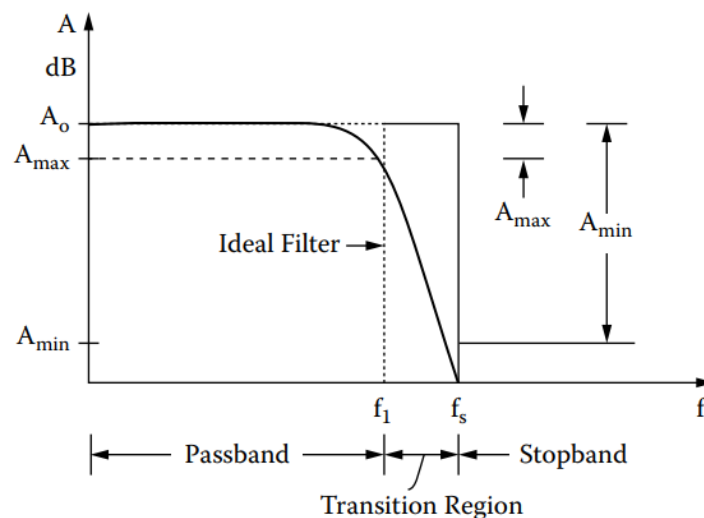 A
dB
Aₒ
Aₘₐₓ
Ideal Filter
Aₘₐₓ
Aₘᵢₙ
Aₘᵢₙ
f₁
fₛ
f
Passband
Stopband
Transition Region